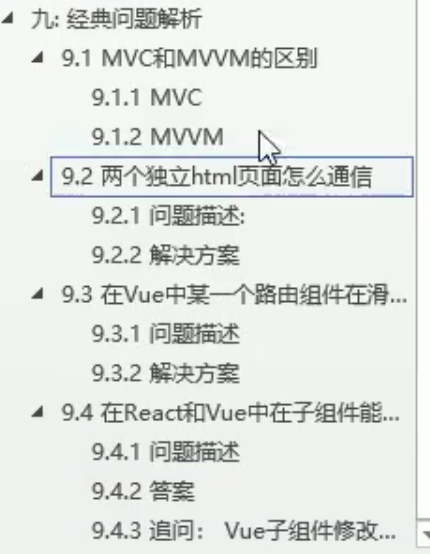 九: 经典问题解析
9.1 MVC和MVVM的区别
9.1.1 MVC
9.1.2 MVVM
9.2 两个独立html页面怎么通信
9.2.1 问题描述:
9.2.2 解决方案
9.3 在Vue中某一个路由组件在滑...
9.3.1 问题描述
9.3.2 解决方案
9.4 在React和Vue中在子组件能...
9.4.1 问题描述
9.4.2 答案
9.4.3 追问： Vue子组件修改...